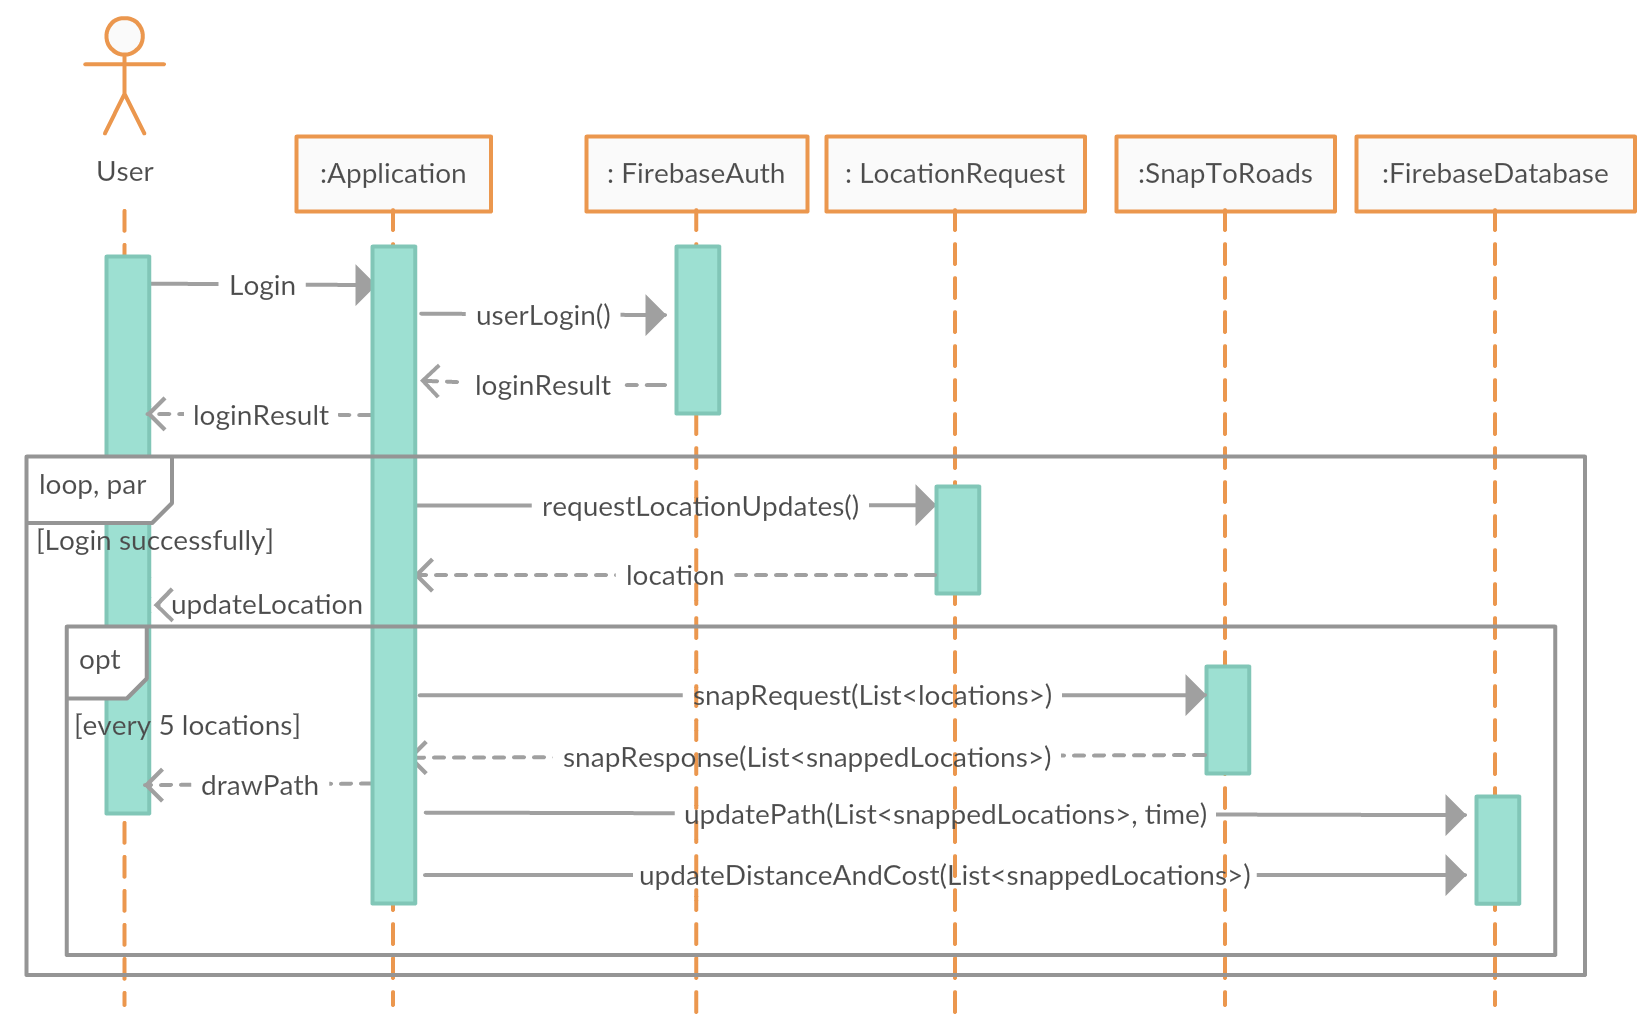 User
:Application
: FirebaseAuth
: LocationRequest
:SnapToRoads
:FirebaseDatabase
Login
userLogin()
loginResult
loginResult
loop, par
requestLocationUpdates()
[Login successfully]
location
updateLocation
opt
snapRequest(List<locations>)
[every 5 locations]
snapResponse(List<snappedLocations>)
drawPath
updatePath(List<snappedLocations>, time)
updateDistanceAndCost(List<snappedLocations>)